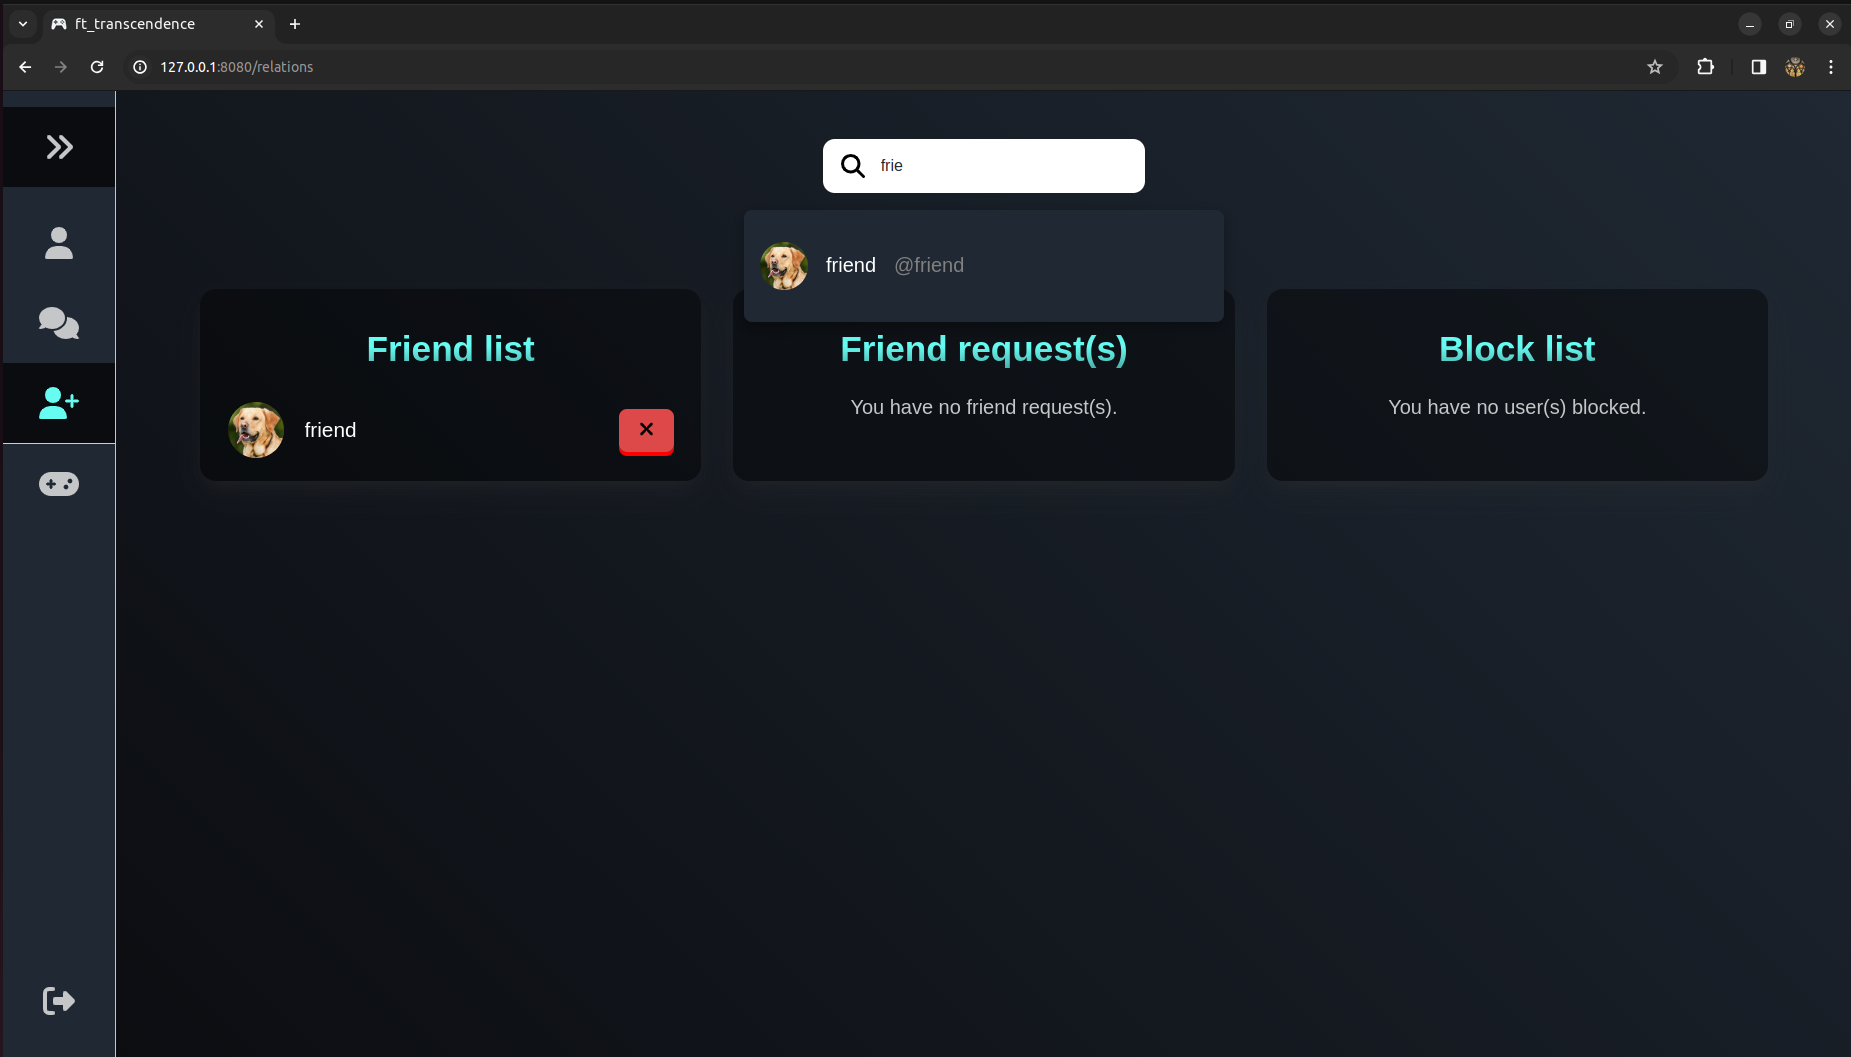 ft_transcendence
127.0.0.1:8080/relations
frie
friend @friend
Friend list
friend
Friend request(s)
You have no friend request(s).
Block list
You have no user(s) blocked.